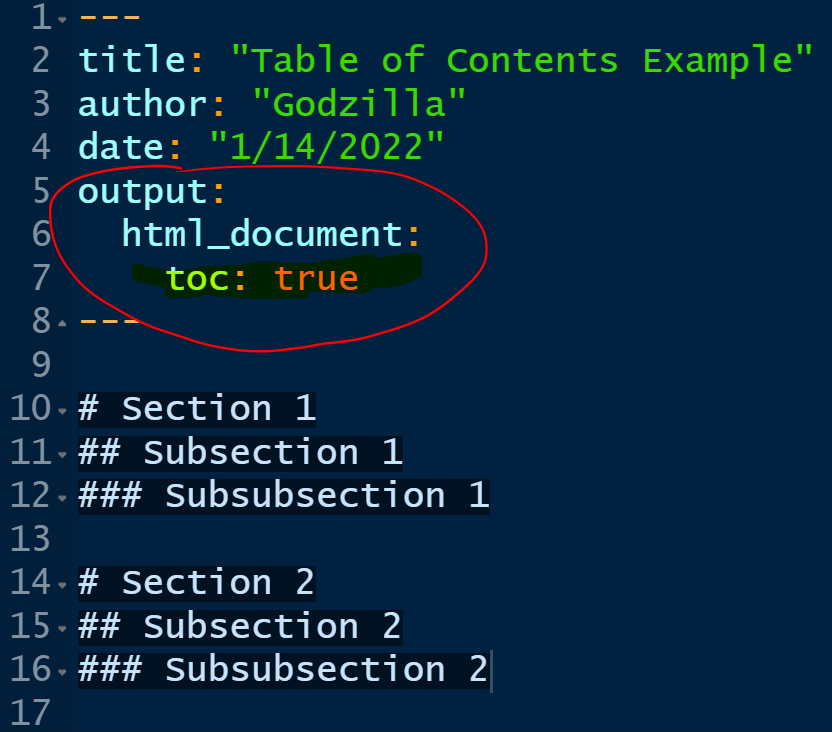 1 ---
2 title: "Table of Contents Example"
3 author: "Godzilla"
4 date: "1/14/2022"
5 output:
6   html_document:
7     toc: true
8 ---
9
10 # Section 1
11 ## Subsection 1
12 ### Subsubsection 1
13
14 # Section 2
15 ## Subsection 2
16 ### Subsubsection 2
17